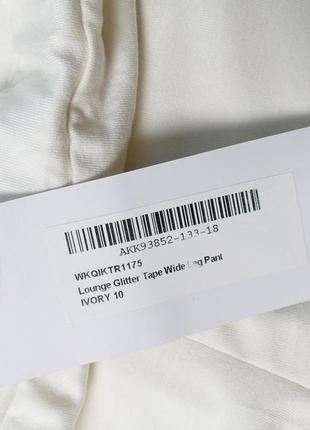 AKK93852-133-18
WKQIKTR1175
Lounge Glitter Tape Wide Leg Pant
IVORY 10